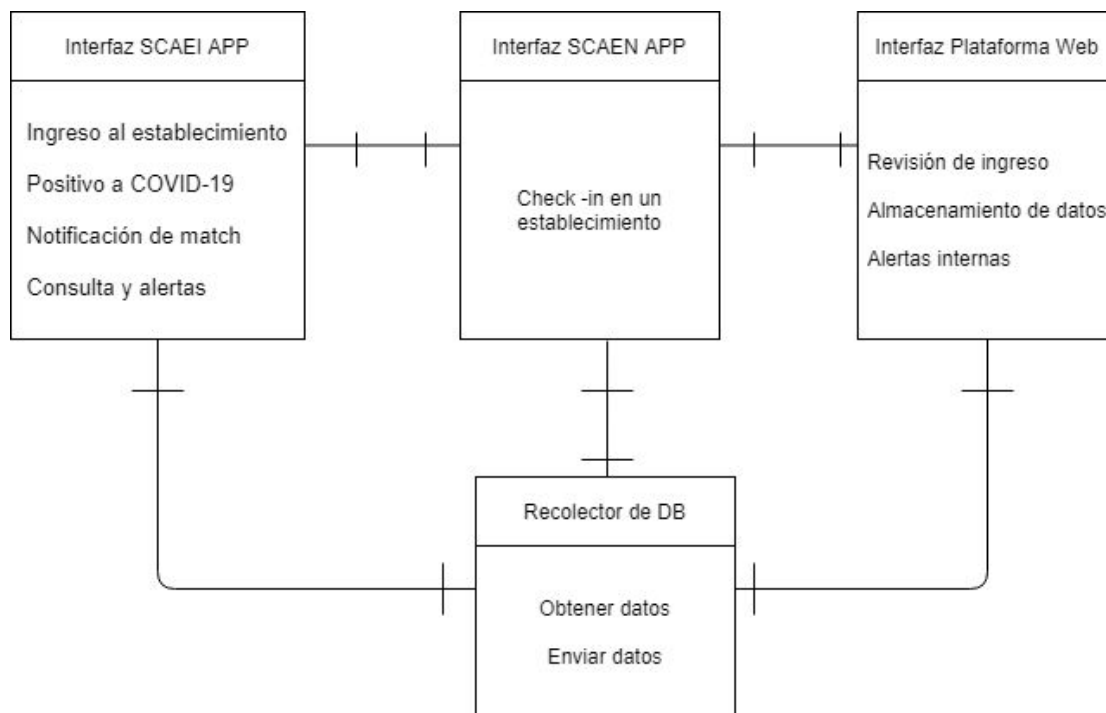 Interfaz SCAEI APP
Ingreso al establecimiento
Positivo a COVID-19
Notificación de match
Consulta y alertas
Interfaz SCAEN APP
Check -in en un
establecimiento
Interfaz Plataforma Web
Revisión de ingreso
Almacenamiento de datos
Alertas internas
Recolector de DB
Obtener datos
Enviar datos